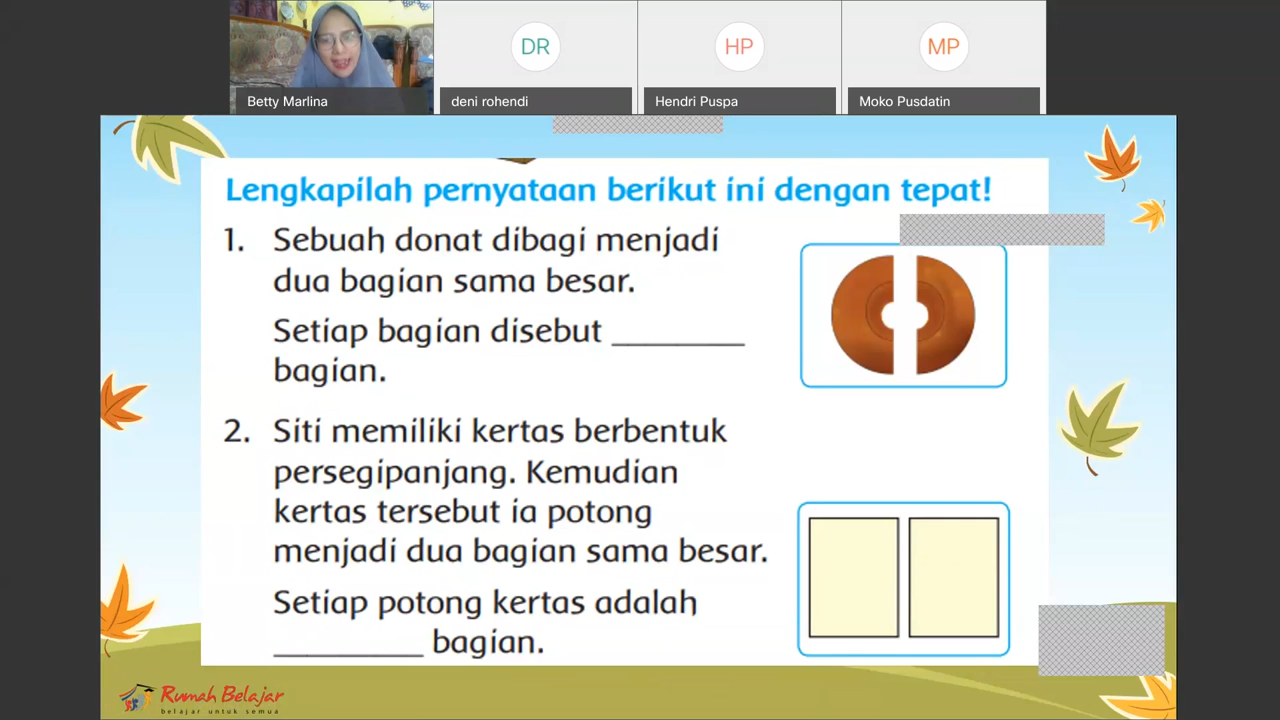 DR
HP
MP
Betty Marlina
deni rohendi
Hendri Puspa
Moko Pusdatin
Lengkapilah pernyataan berikut ini dengan tepat!
1. Sebuah donat dibagi menjadi
dua bagian sama besar.
Setiap bagian disebut ________
bagian.
2. Siti memiliki kertas berbentuk
persegipanjang. Kemudian
kertas tersebut ia potong
menjadi dua bagian sama besar.
Setiap potong kertas adalah
_________ bagian.
Rumah Belajar
belajar untuk semua